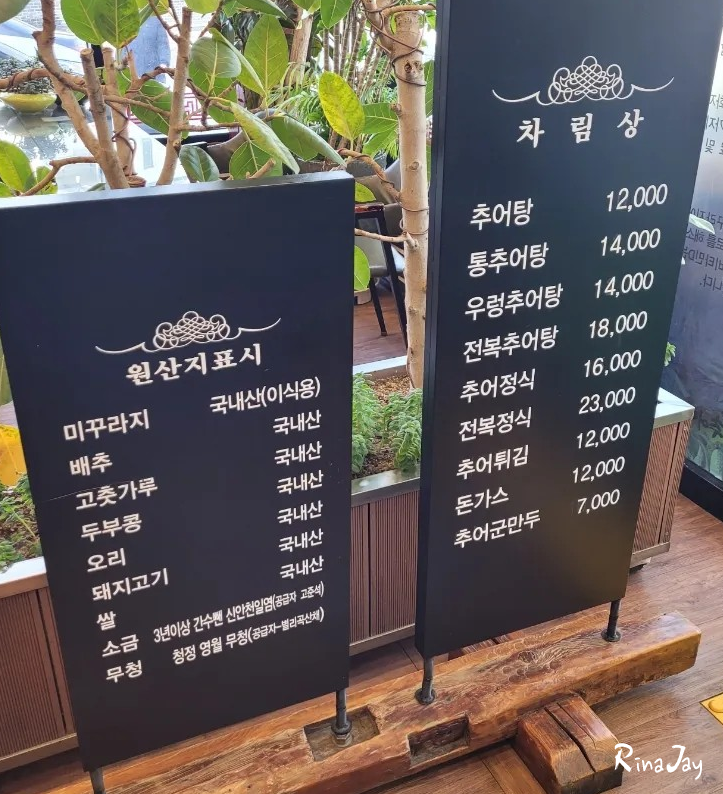 원산지표시
미꾸라지 국내산(이식용)
배추 국내산
고춧가루 국내산
두부콩 국내산
오리 국내산
돼지고기 국내산
쌀 국내산
소금 3년이상 간수뺀 신안천일염(공급자 고준석)
무청 청정 영월 무청(공급자-별리곡산채)
차림상
추어탕 12,000
통추어탕 14,000
우렁추어탕 14,000
전복추어탕 18,000
추어정식 16,000
전복정식 23,000
추어튀김 12,000
돈가스 12,000
추어군만두 7,000
RinaJay